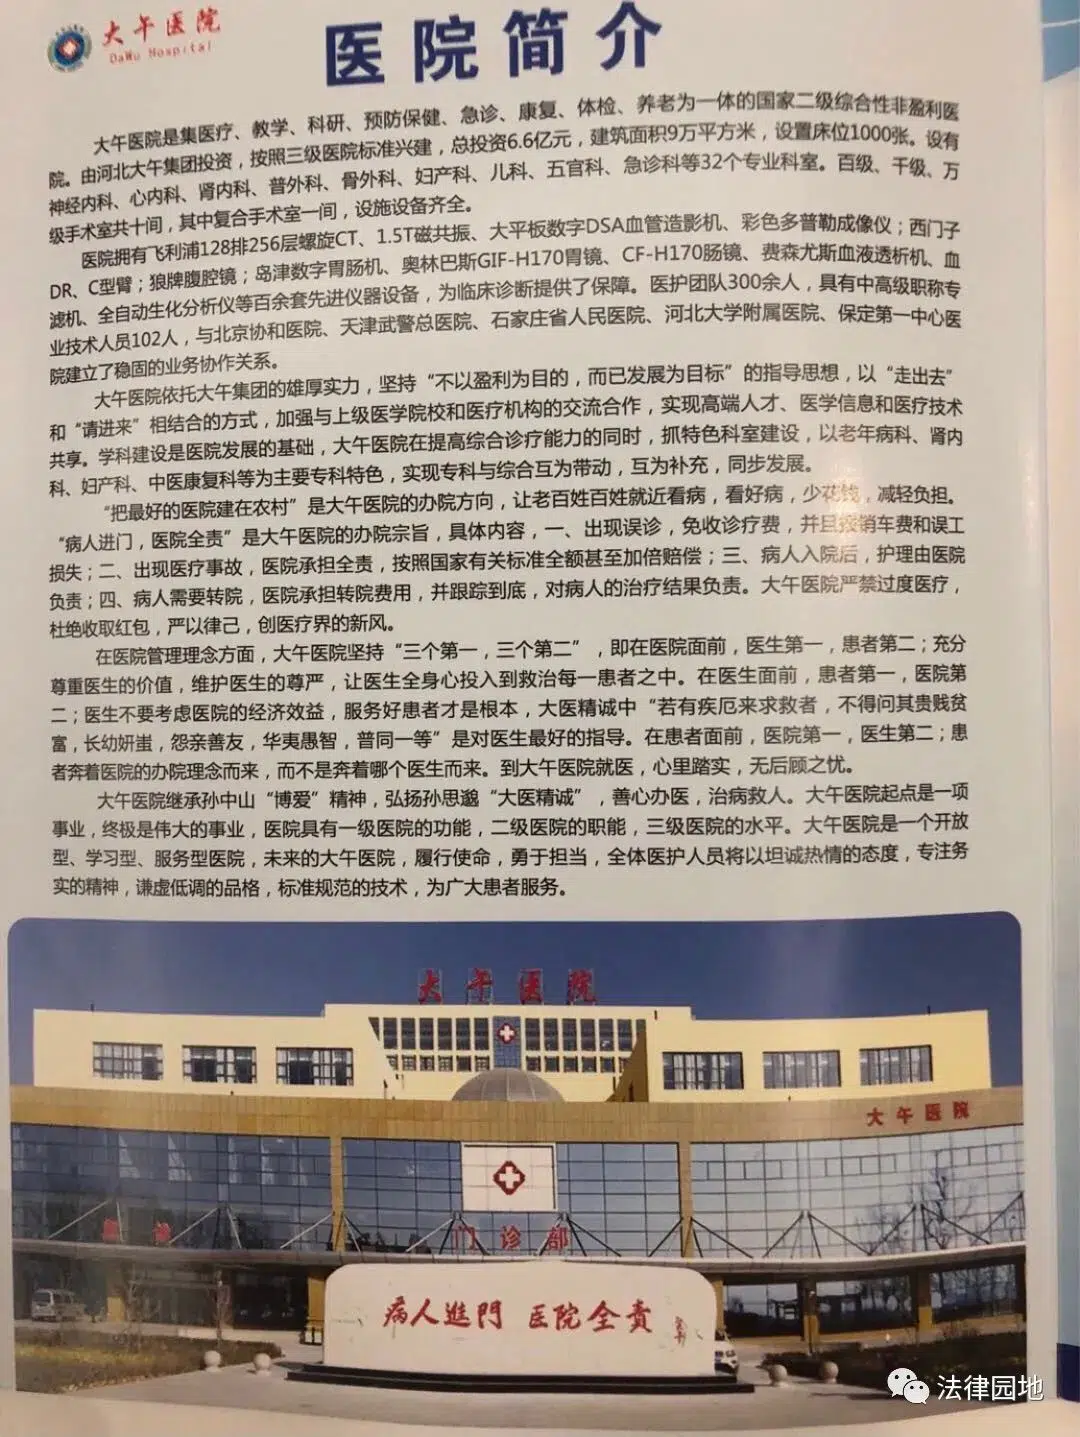 大午医院
DaWu Hospital
医院简介
大午医院是集医疗、教学、科研、预防保健、急诊、康复、体检、养老为一体的国家二级综合性非盈利医
院。由河北大午集团投资，按照三级医院标准兴建，总投资6.6亿元，建筑面积9万平方米，设置床位1000张。设有
神经内科、心内科、肾内科、普外科、骨外科、妇产科、儿科、五官科、急诊科等32个专业科室。百级、千级、万
级手术室共十间，其中复合手术室一间，设施设备齐全。
医院拥有飞利浦128排256层螺旋CT、1.5T磁共振、大平板数字DSA血管造影机、彩色多普勒成像仪；西门子
DR、C型臂；狼牌腹腔镜；岛津数字胃肠机、奥林巴斯GIF-H170胃镜、CF-H170肠镜、费森尤斯血液透析机、血
滤机、全自动生化分析仪等百余套先进仪器设备，为临床诊断提供了保障。医护团队300余人，具有中高级职称专
业技术人员102人，与北京协和医院、天津武警总医院、石家庄省人民医院、河北大学附属医院、保定第一中心医
院建立了稳固的业务协作关系。
大午医院依托大午集团的雄厚实力，坚持“不以盈利为目的，而已发展为目标”的指导思想，以“走出去”
和“请进来”相结合的方式，加强与上级医学院校和医疗机构的交流合作，实现高端人才、医学信息和医疗技术
共享。学科建设是医院发展的基础，大午医院在提高综合诊疗能力的同时，抓特色科室建设，以老年病科、肾内
科、妇产科、中医康复科等为主要专科特色，实现专科与综合互为带动，互为补充，同步发展。
“把最好的医院建在农村”是大午医院的办院方向，让老百姓百姓就近看病，看好病，少花钱，减轻负担。
“病人进门，医院全责”是大午医院的办院宗旨，具体内容，一、出现误诊，免收诊疗费，并且报销车费和误工
损失；二、出现医疗事故，医院承担全责，按照国家有关标准全额甚至加倍赔偿；三、病人入院后，护理由医院
负责；四、病人需要转院，医院承担转院费用，并跟踪到底，对病人的治疗结果负责。大午医院严禁过度医疗，
杜绝收取红包，严以律己，创医疗界的新风。
在医院管理理念方面，大午医院坚持“三个第一，三个第二”，即在医院面前，医生第一，患者第二；充分
尊重医生的价值，维护医生的尊严，让医生全身心投入到救治每一患者之中。在医生面前，患者第一，医院第
二；医生不要考虑医院的经济效益，服务好患者才是根本，大医精诚中“若有疾厄来求救者，不得问其贵贱贫
富，长幼妍蚩，怨亲善友，华夷愚智，普同一等”是对医生最好的指导。在患者面前，医院第一，医生第二；患
者奔着医院的办院理念而来，而不是奔着哪个医生而来。到大午医院就医，心里踏实，无后顾之忧。
大午医院继承孙中山“博爱”精神，弘扬孙思邈“大医精诚”，善心办医，治病救人。大午医院起点是一项
事业，终极是伟大的事业，医院具有一级医院的功能，二级医院的职能，三级医院的水平。大午医院是一个开放
型、学习型、服务型医院，未来的大午医院，履行使命，勇于担当，全体医护人员将以坦诚热情的态度，专注务
实的精神，谦虚低调的品格，标准规范的技术，为广大患者服务。
大午医院
大午医院
门诊部
病人进門 医院全责
法律园地